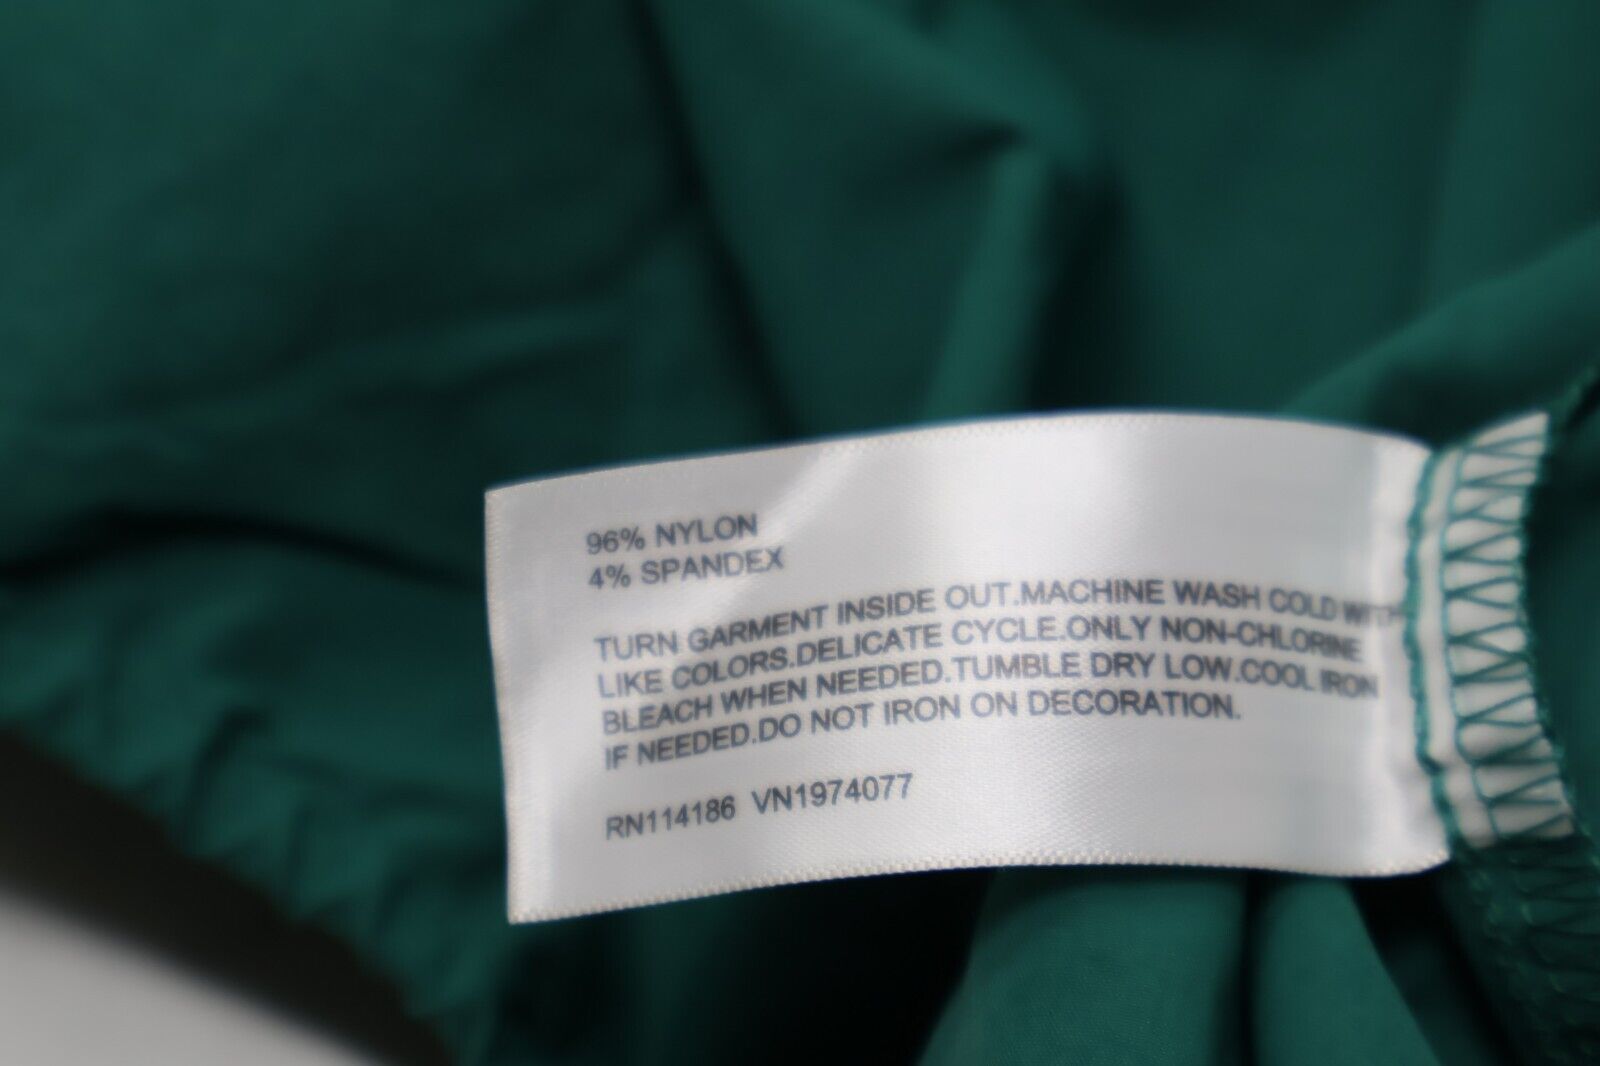 96% NYLON
4% SPANDEX
TURN GARMENT INSIDE OUT.MACHINE WASH COLD WITH
LIKE COLORS.DELICATE CYCLE.ONLY NON-CHLORINE
BLEACH WHEN NEEDED.TUMBLE DRY LOW.COOL IRON
IF NEEDED.DO NOT IRON ON DECORATION.
RN114186 VN1974077